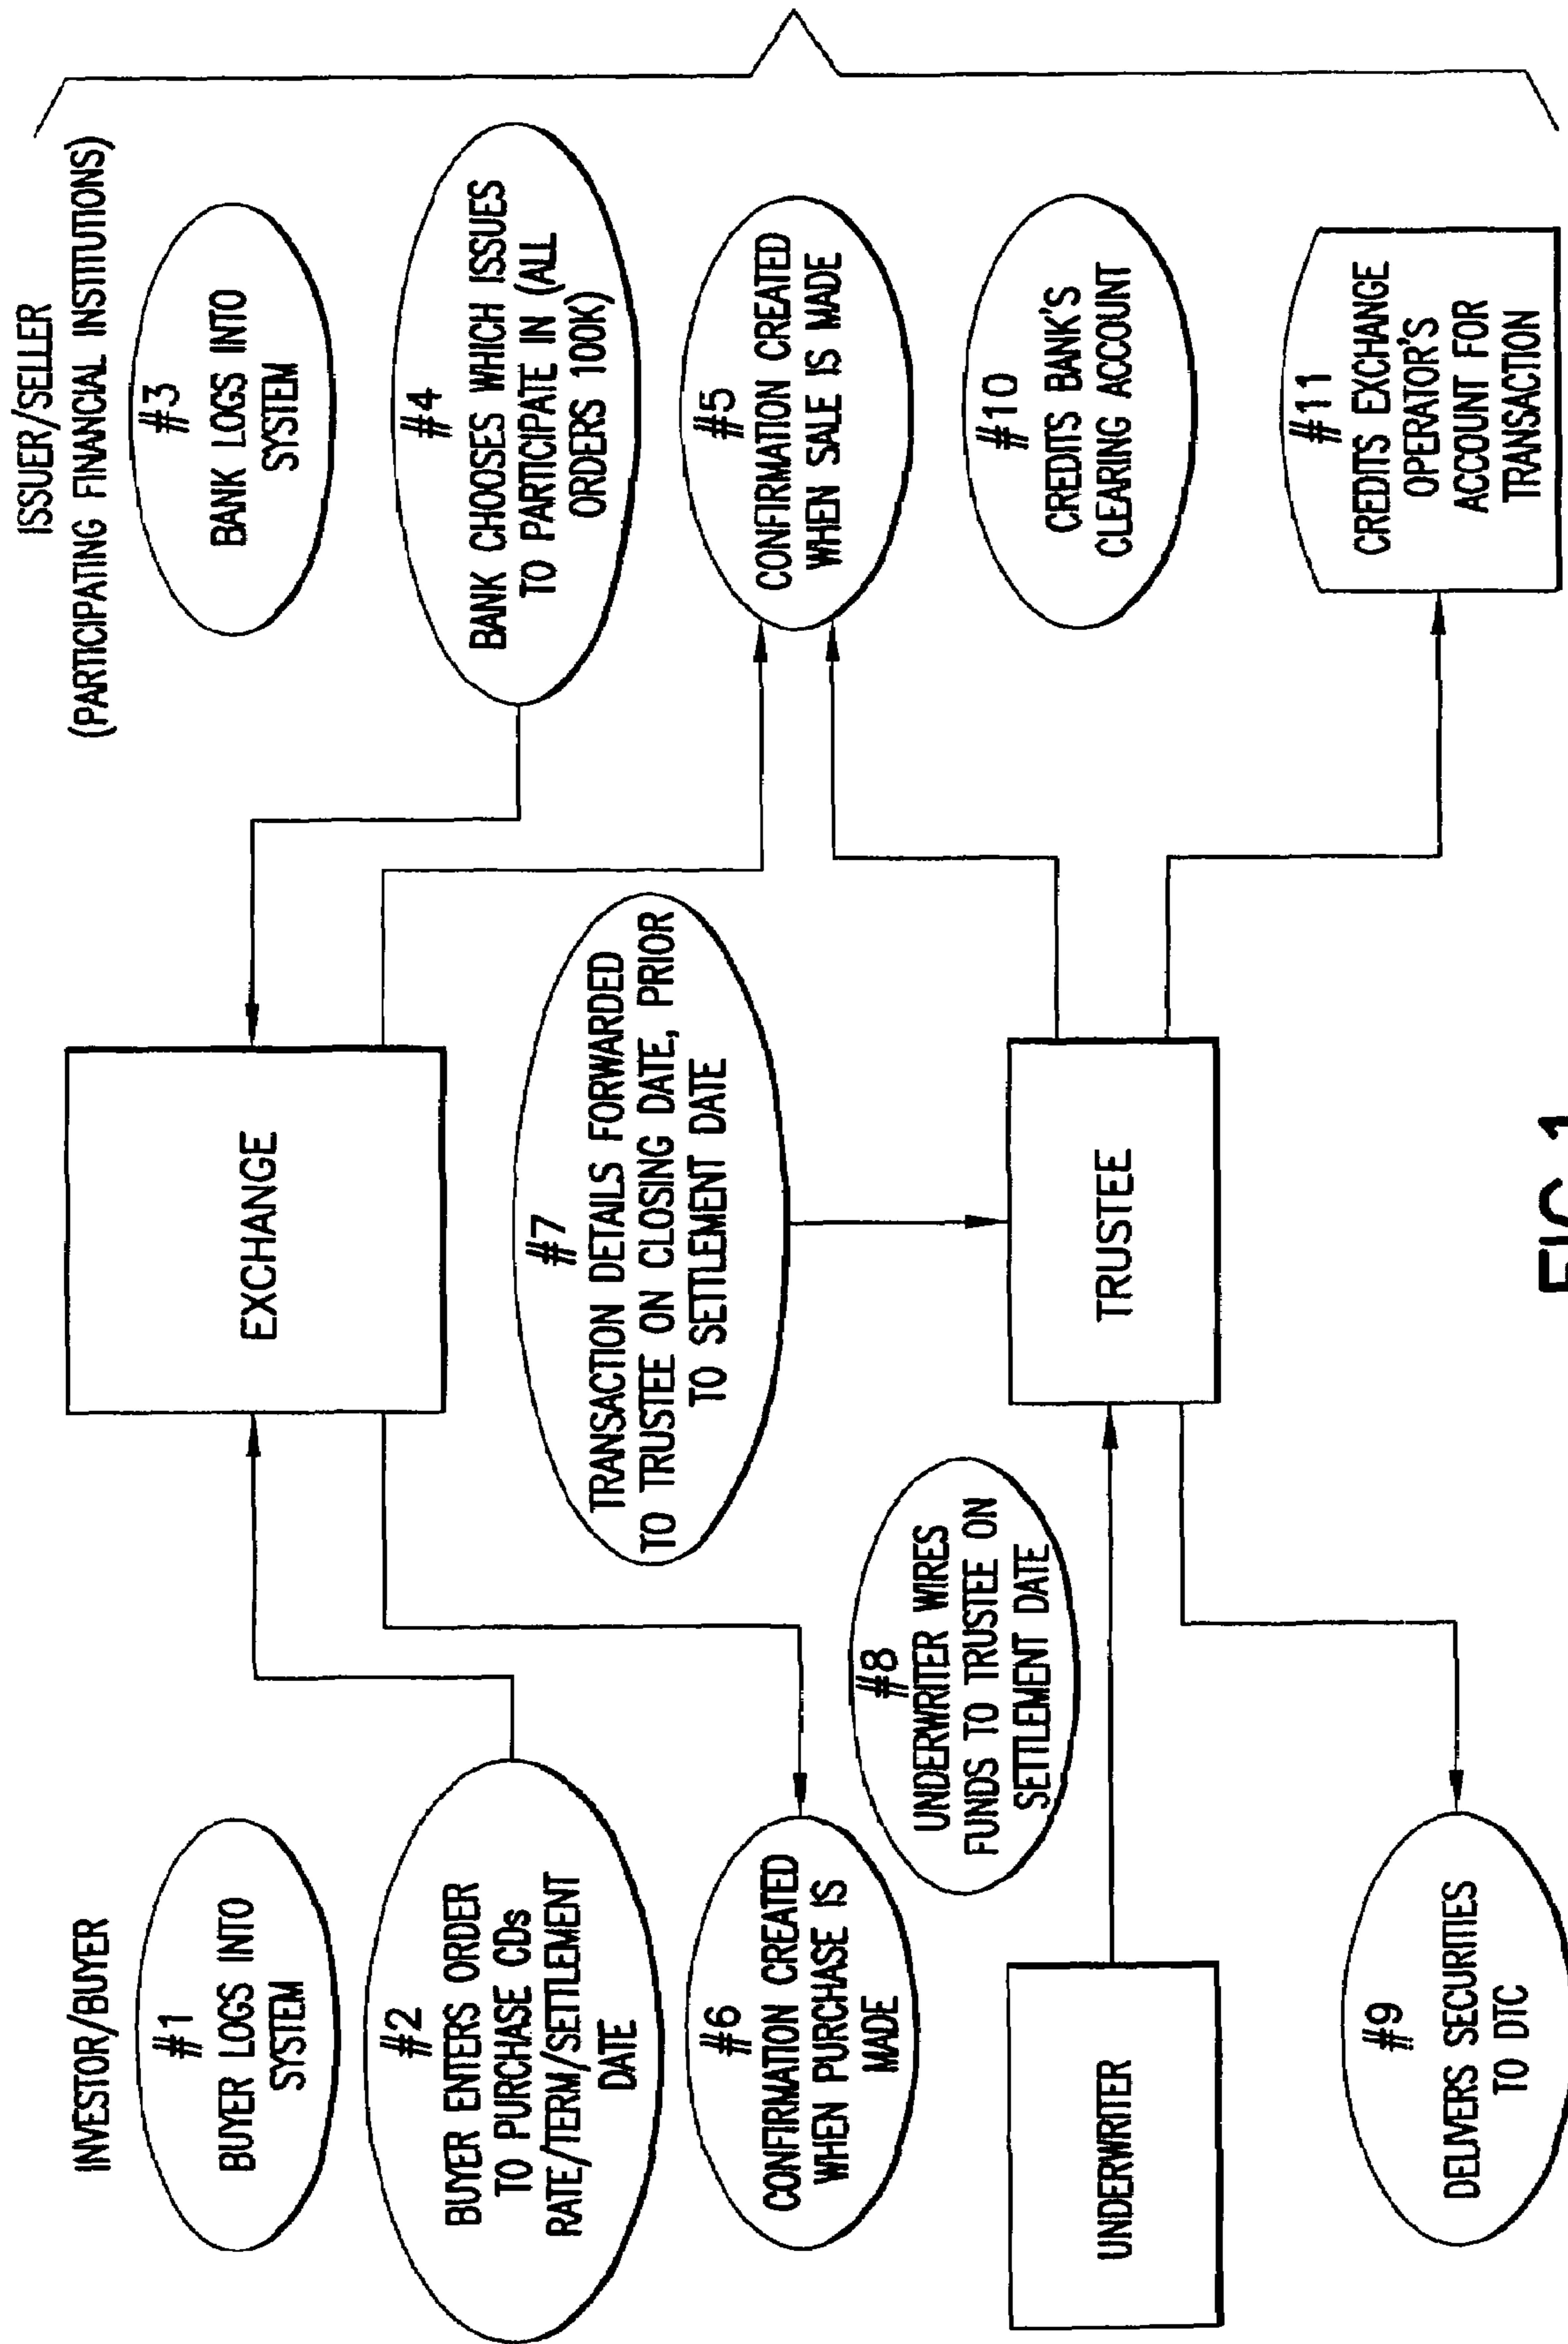 INVESTOR/BUYER
#1
BUYER LOGS INTO
SYSTEM
#2
BUYER ENTERS ORDER
TO PURCHASE CDs
RATE/TERM/SETTLEMENT
DATE
#6
CONFIRMATION CREATED
WHEN PURCHASE IS
MADE
UNDERWRITER
#9
DELIVERS SECURITIES
TO DTC
#8
UNDERWRITER WIRES
FUNDS TO TRUSTEE ON
SETTLEMENT DATE
EXCHANGE
#7
TRANSACTION DETAILS FORWARDED
TO TRUSTEE ON CLOSING DATE, PRIOR
TO SETTLEMENT DATE
TRUSTEE
ISSUER/SELLER
(PARTICIPATING FINANCIAL INSTITUTIONS)
#3
BANK LOGS INTO
SYSTEM
#4
BANK CHOOSES WHICH ISSUES
TO PARTICIPATE IN (ALL
ORDERS 100K)
#5
CONFIRMATION CREATED
WHEN SALE IS MADE
#10
CREDITS BANK'S
CLEARING ACCOUNT
#11
CREDITS EXCHANGE
OPERATOR'S
ACCOUNT FOR
TRANSACTION
FIG. 1